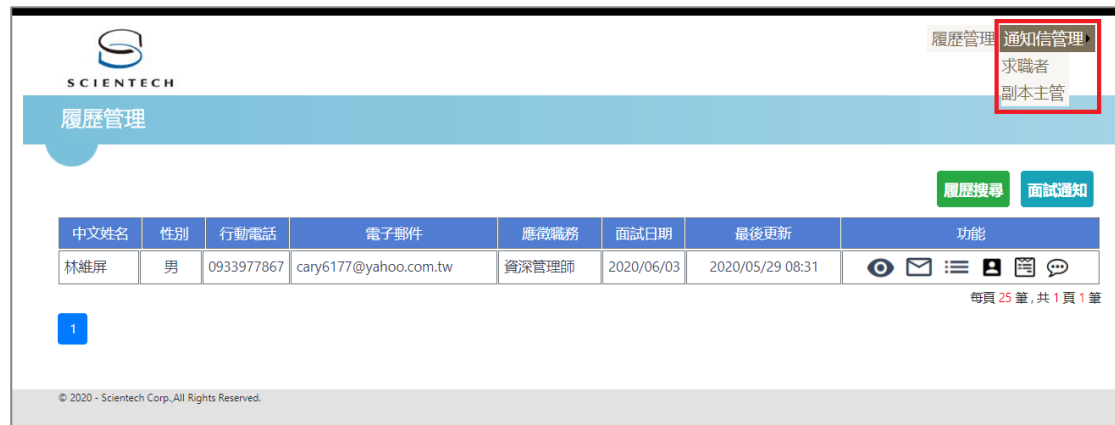 SCIENTECH
履歷管理 通知信管理
求職者
副本主管
履歷管理
履歷搜尋 面試通知
中文姓名 性別 行動電話 電子郵件 應徵職務 面試日期 最後更新 功能
林維屏 男 0933977867 cary6177@yahoo.com.tw 資深管理師 2020/06/03 2020/05/29 08:31
每頁 25 筆 , 共 1 頁 1 筆
1
© 2020 - Scientech Corp.,All Rights Reserved.